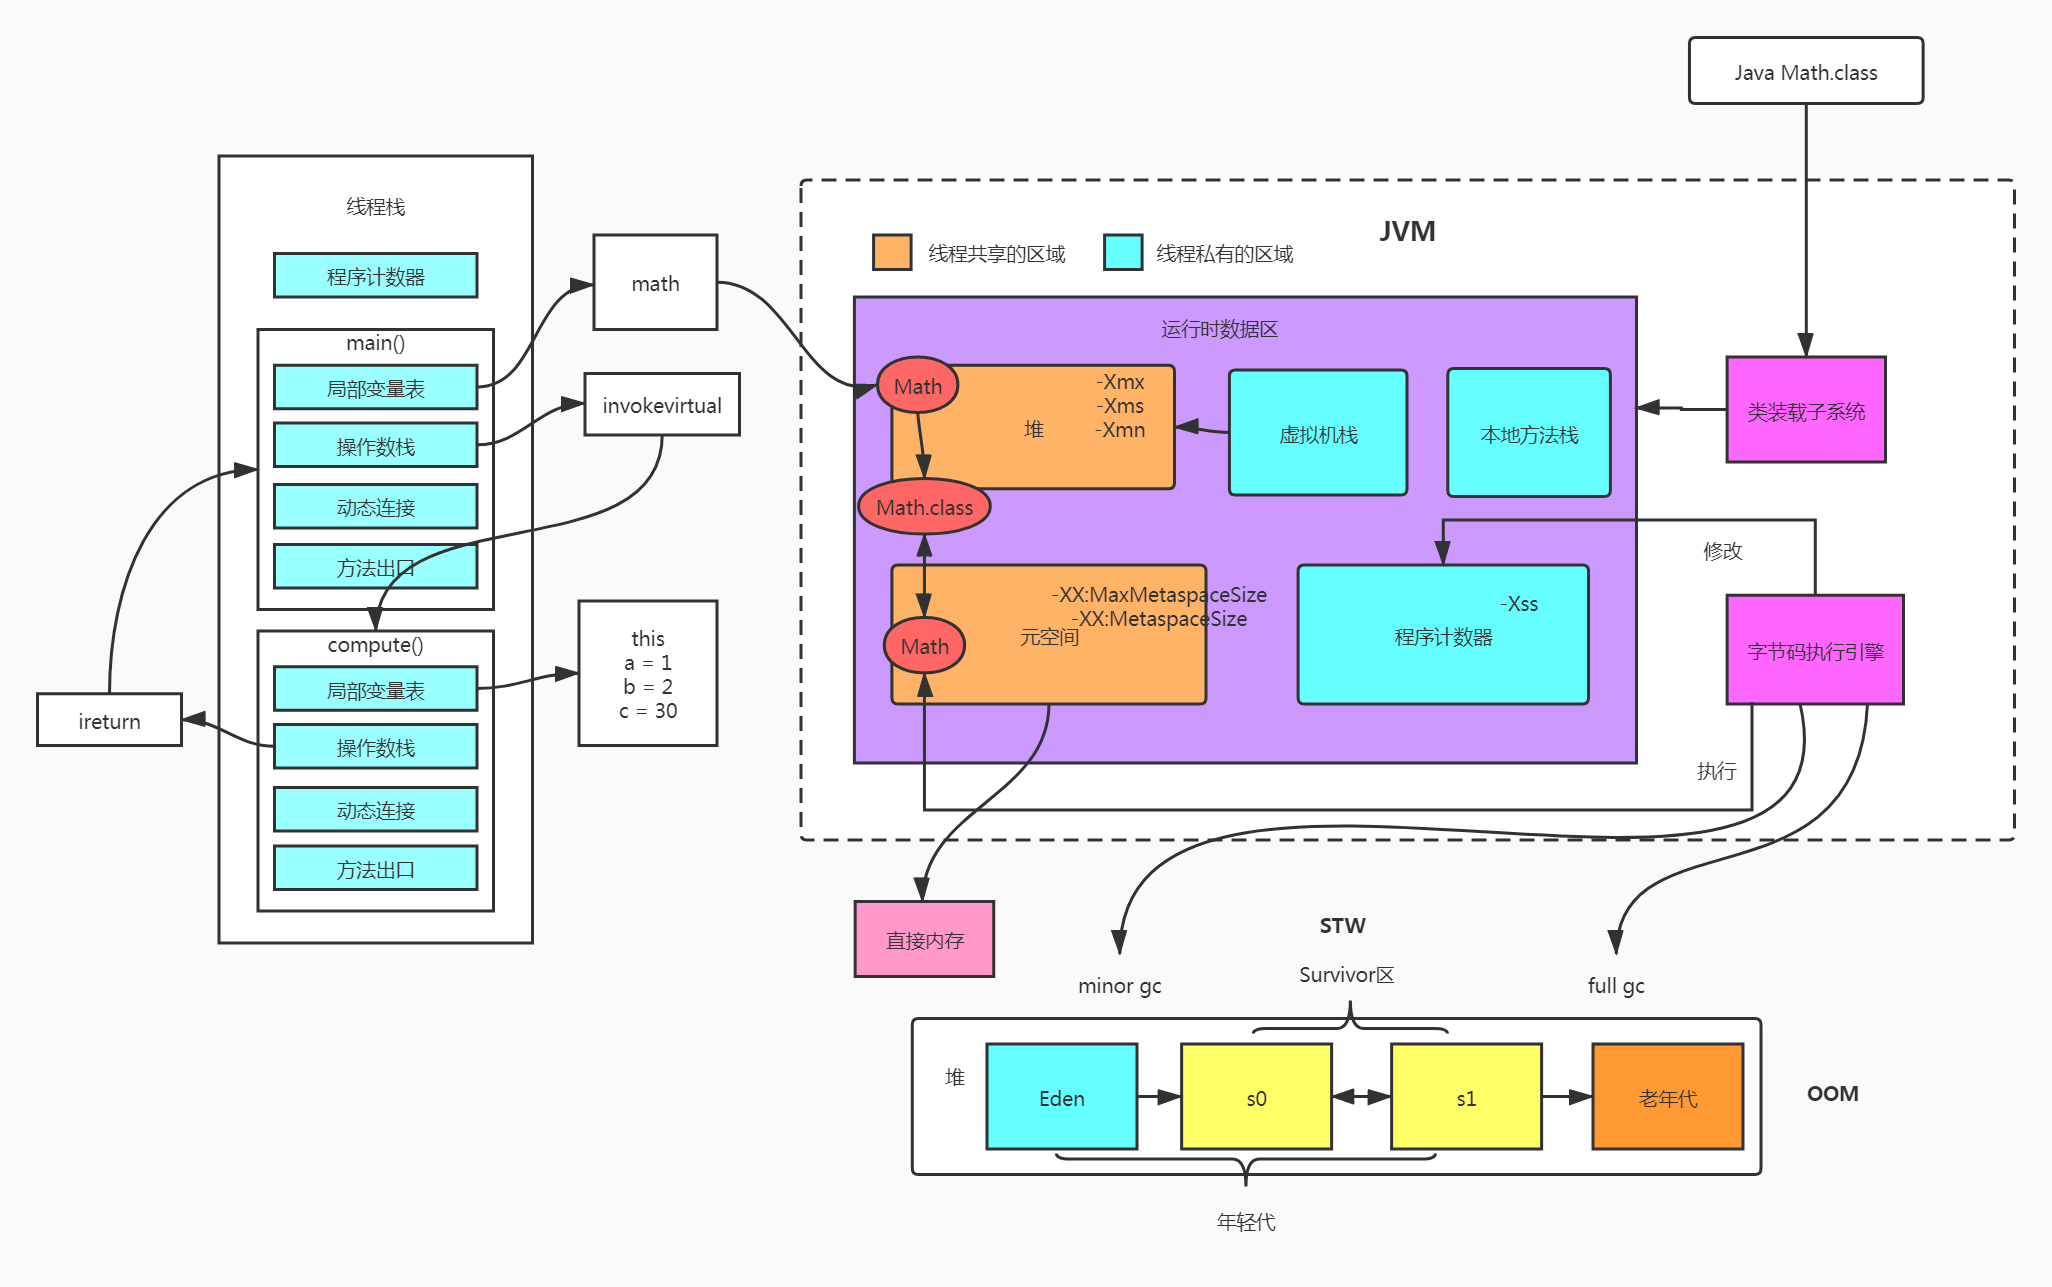 Java Math.class
线程栈
程序计数器
main()
局部变量表
操作数栈
动态连接
方法出口
compute()
局部变量表
操作数栈
动态连接
方法出口
ireturn
math
invokevirtual
this
a = 1
b = 2
c = 30
JVM
线程共享的区域
线程私有的区域
运行时数据区
Math
-Xmx
-Xms
-Xmn
堆
虚拟机栈
本地方法栈
类装载子系统
Math.class
修改
-XX:MaxMetaspaceSize
-XX:MetaspaceSize
元空间
Math
-Xss
程序计数器
字节码执行引擎
执行
直接内存
STW
Survivor区
minor gc
full gc
堆
Eden
s0
s1
老年代
OOM
年轻代